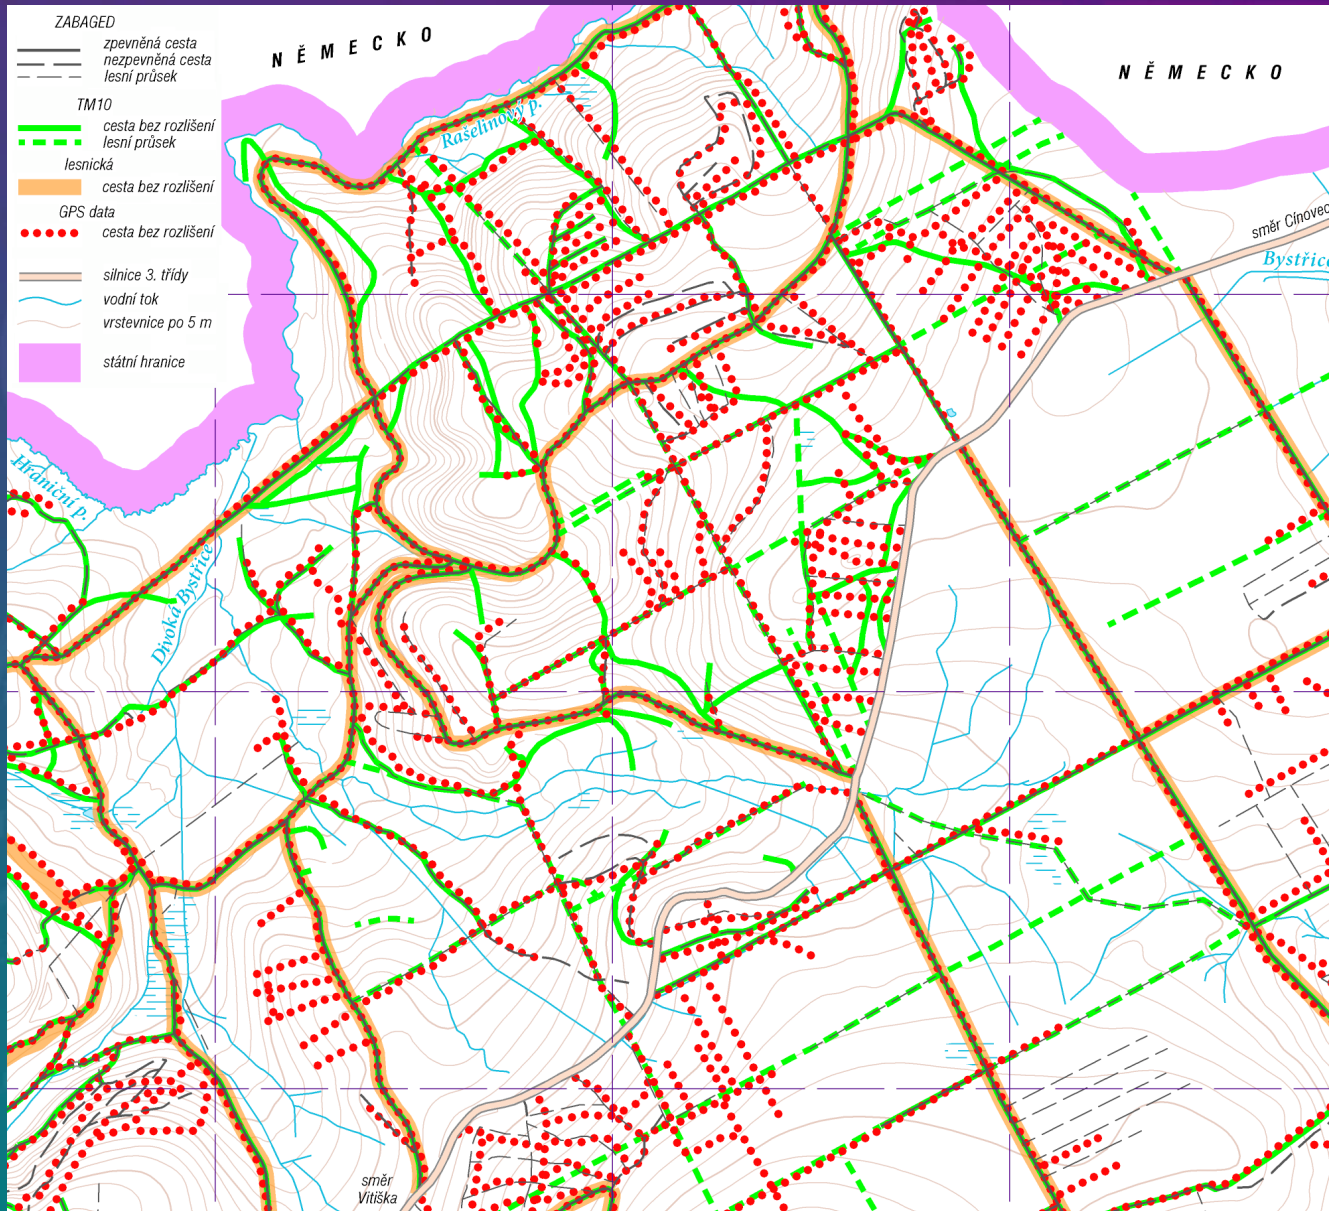 ZABAGED
zpevněná cesta
nezpevněná cesta
lesní průsek
TM10
cesta bez rozlišení
lesní průsek
lesnická
cesta bez rozlišení
GPS data
cesta bez rozlišení
silnice 3. třídy
vodní tok
vrstevnice po 5 m
státní hranice
NĚMECKO
NĚMECKO
Rašelinový p.
směr Cínovec
Bystřice
Hraniční p.
Divoká Bystřice
směr
Vitiška